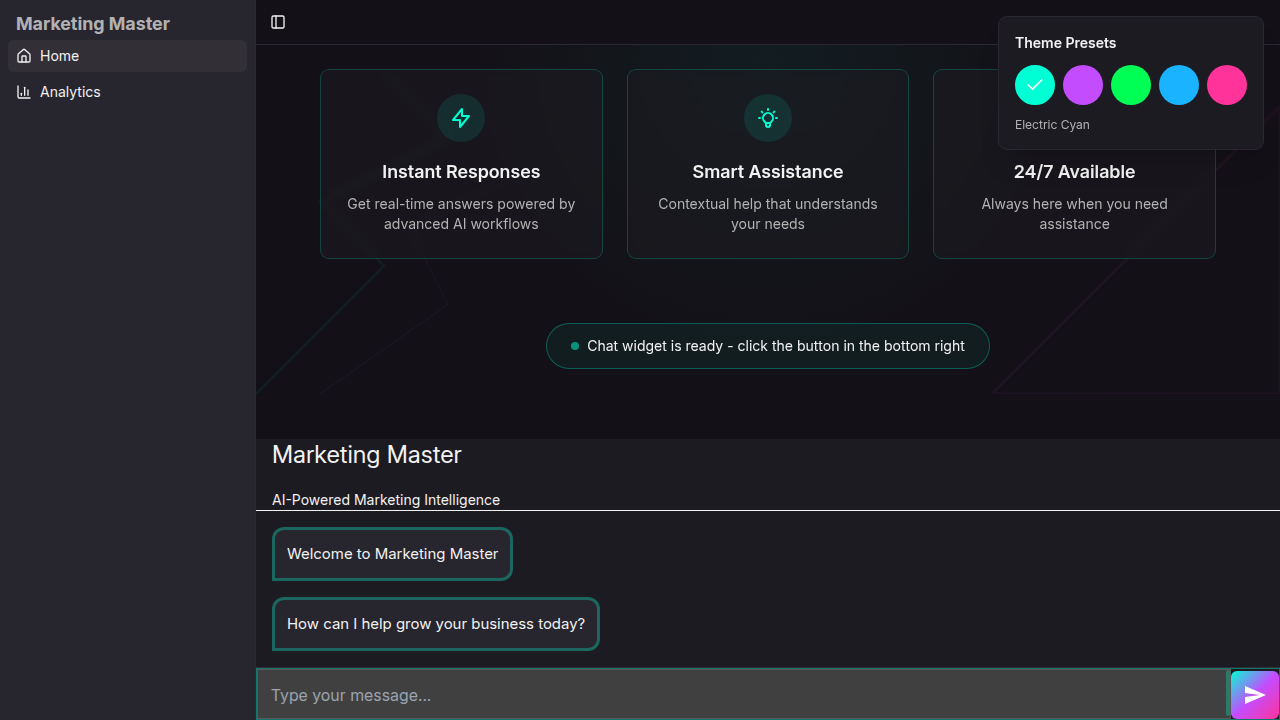 Marketing Master
Home
Analytics
Theme Presets
Electric Cyan
Instant Responses
Get real-time answers powered by
advanced AI workflows
Smart Assistance
Contextual help that understands
your needs
24/7 Available
Always here when you need
assistance
Chat widget is ready - click the button in the bottom right
Marketing Master
AI-Powered Marketing Intelligence
Welcome to Marketing Master
How can I help grow your business today?
Type your message...